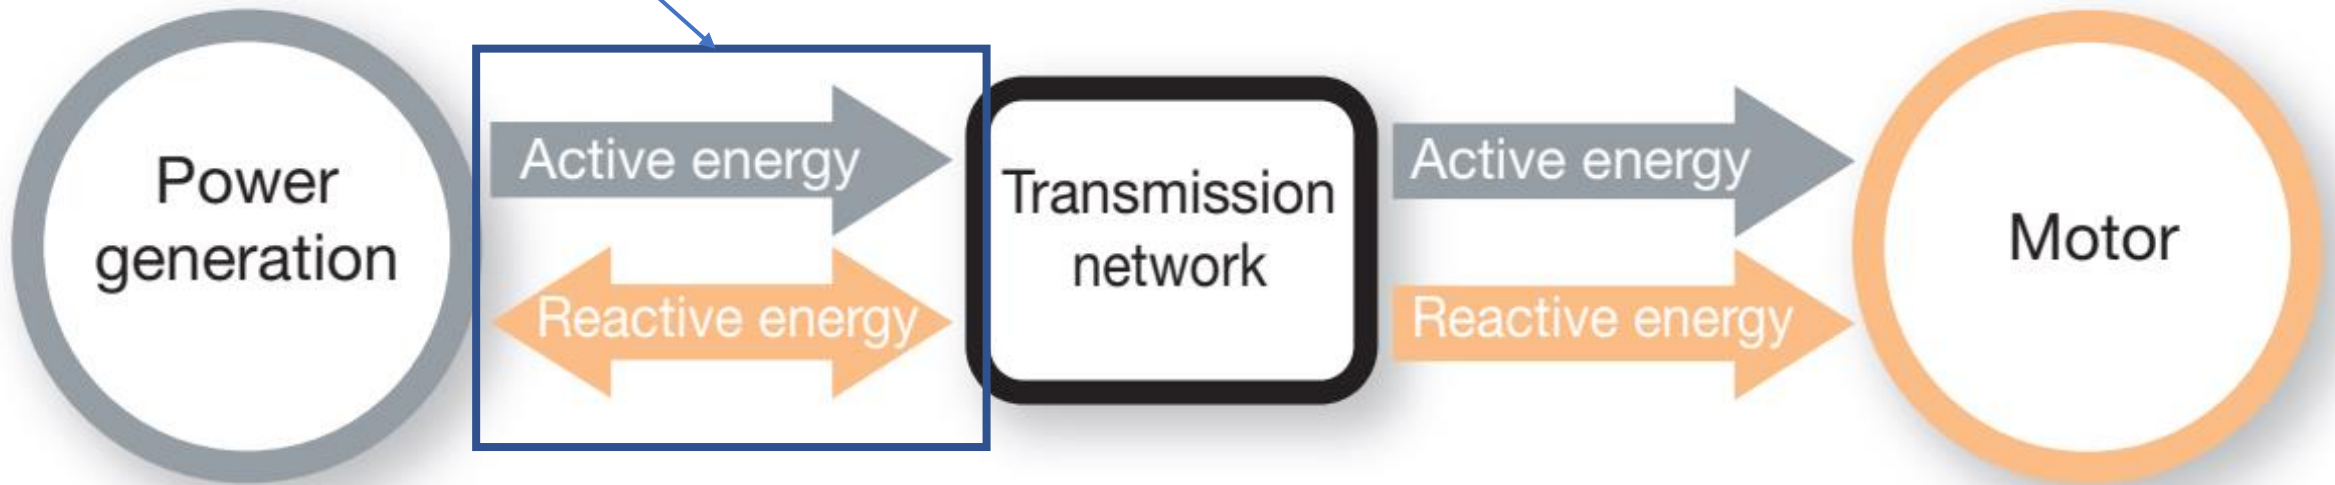 Power
generation
Active energy
Reactive energy
Transmission
network
Active energy
Reactive energy
Motor